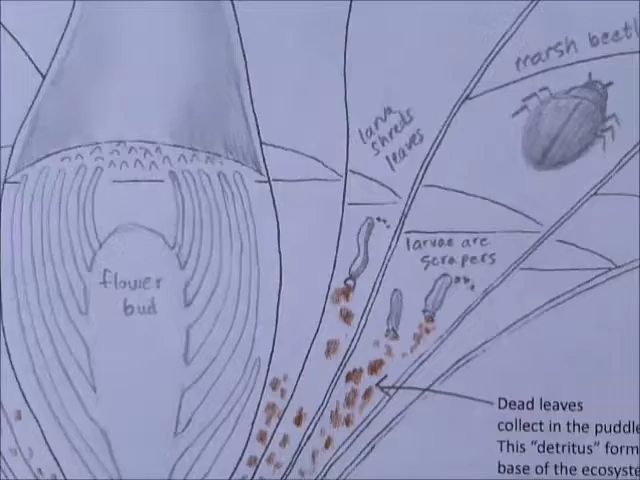 marsh beetl
larva
shreds
leaves
larvae are
scrapers
flower
bud
Dead leaves
collect in the puddle
This "detritus" form
base of the ecosyste